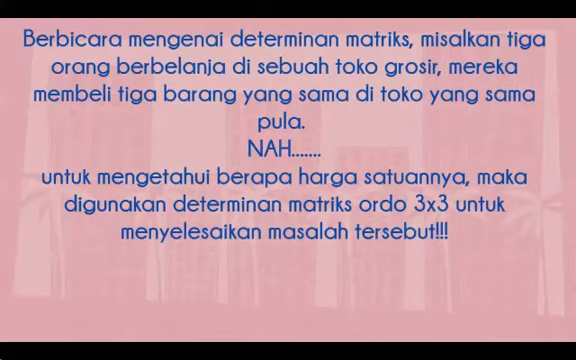 Berbicara mengenai determinan matriks, misalkan tiga
orang berbelanja di sebuah toko grosir, mereka
membeli tiga barang yang sama di toko yang sama
pula.
NAH.......
untuk mengetahui berapa harga satuannya, maka
digunakan determinan matriks ordo 3x3 untuk
menyelesaikan masalah tersebut!!!